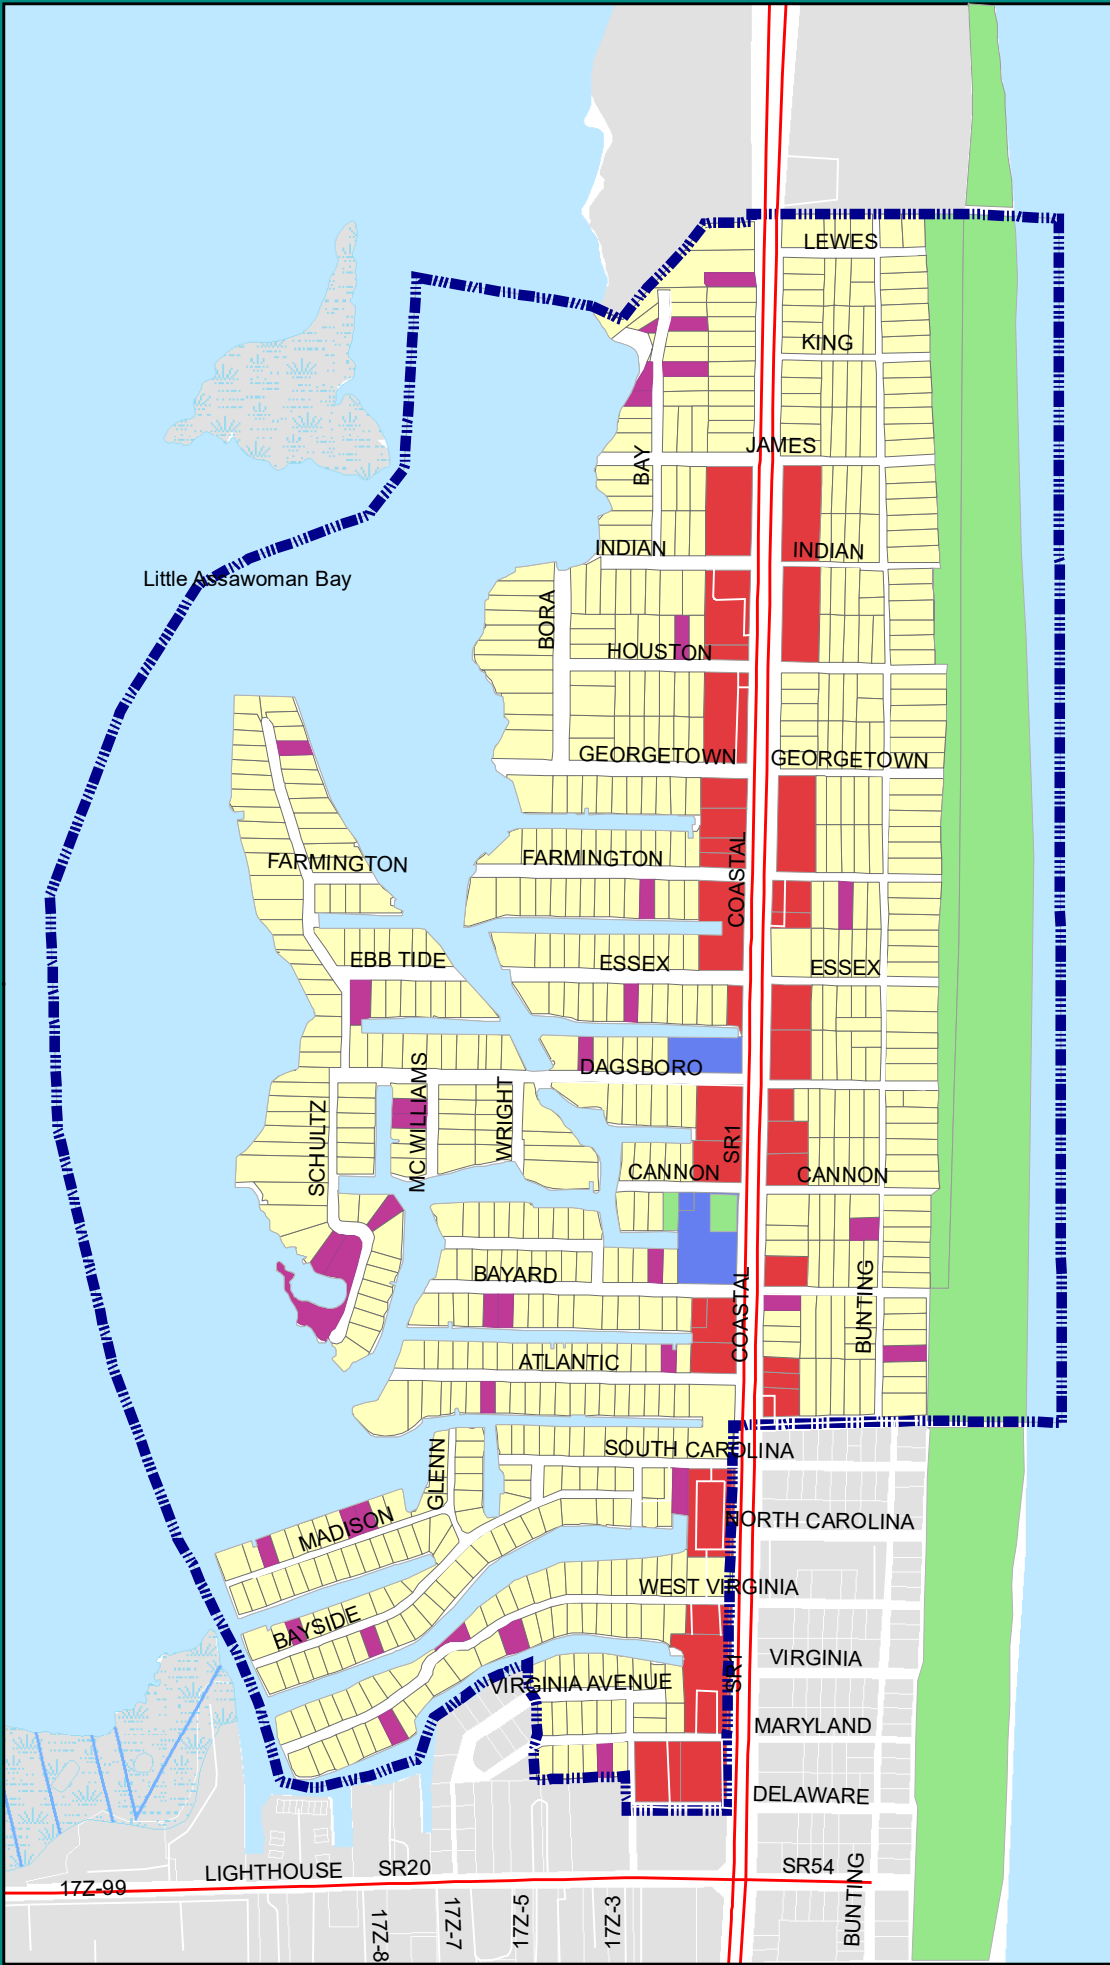 LEWES
KING
JAMES
BAY
INDIAN
INDIAN
Little Assawoman Bay
BORA
HOUSTON
GEORGETOWN
GEORGETOWN
FARMINGTON
FARMINGTON
COASTAL
EBB TIDE
ESSEX
ESSEX
DAGSBORO
MC WILLIAMS
WRIGHT
SCHULTZ
SR1
CANNON
CANNON
BAYARD
BUNTING
COASTAL
ATLANTIC
SOUTH CAROLINA
GLENN
MADISON
NORTH CAROLINA
WEST VIRGINIA
BAYSIDE
VIRGINIA
SR1
VIRGINIA AVENUE
MARYLAND
DELAWARE
LIGHTHOUSE
SR20
SR54
17Z-99
BUNTING
17Z-8
17Z-7
17Z-5
17Z-3